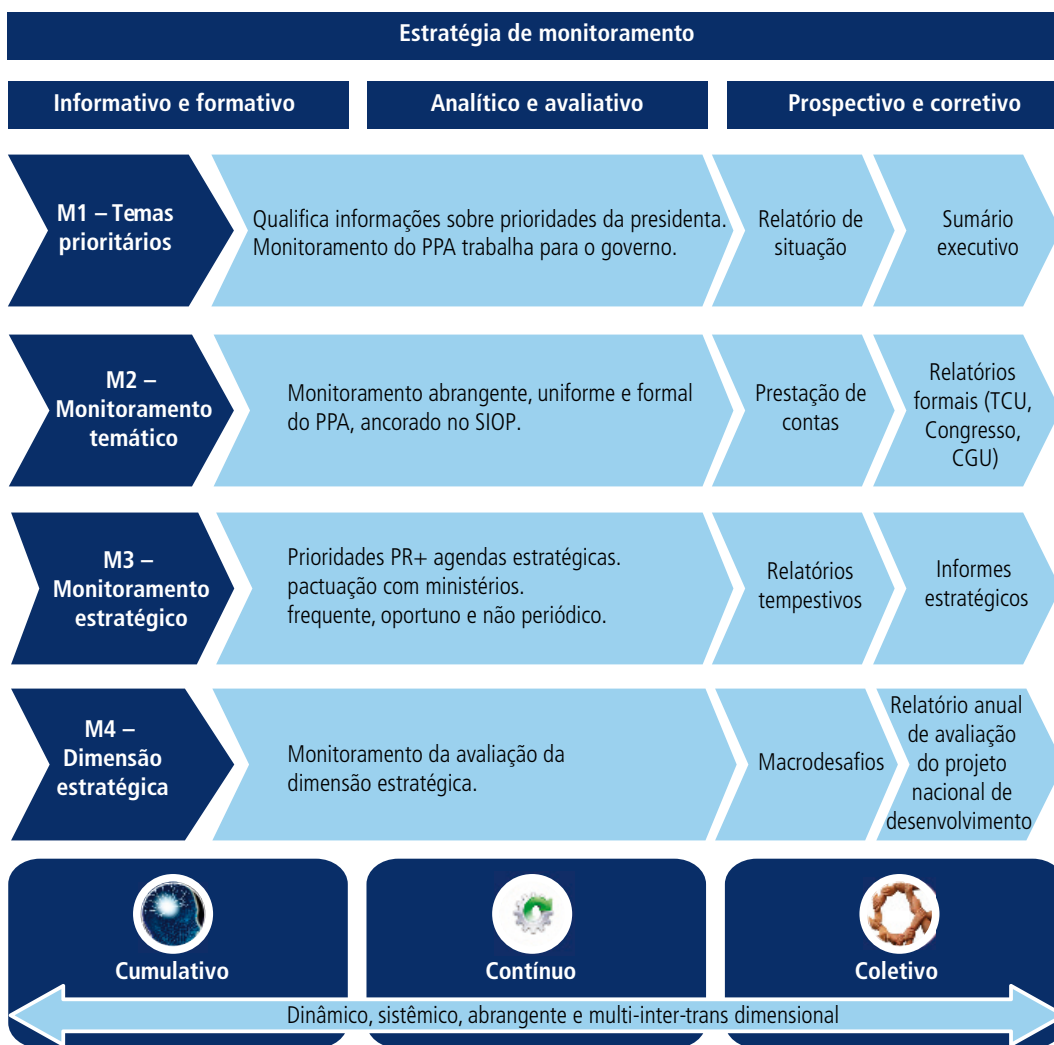 Estratégia de monitoramento
Informativo e formativo
Analítico e avaliativo
Prospectivo e corretivo
M1 – Temas
prioritários
Qualifica informações sobre prioridades da presidenta.
Monitoramento do PPA trabalha para o governo.
Relatório de
situação
Sumário
executivo
M2 –
Monitoramento
temático
Monitoramento abrangente, uniforme e formal
do PPA, ancorado no SIOP.
Prestação de
contas
Relatórios
formais (TCU,
Congresso,
CGU)
M3 –
Monitoramento
estratégico
Prioridades PR+ agendas estratégicas.
pactuação com ministérios.
frequente, oportuno e não periódico.
Relatórios
tempestivos
Informes
estratégicos
M4 –
Dimensão
estratégica
Monitoramento da avaliação da
dimensão estratégica.
Macrodesafios
Relatório anual
de avaliação
do projeto
nacional de
desenvolvimento
Cumulativo
Contínuo
Coletivo
Dinâmico, sistêmico, abrangente e multi-inter-trans dimensional